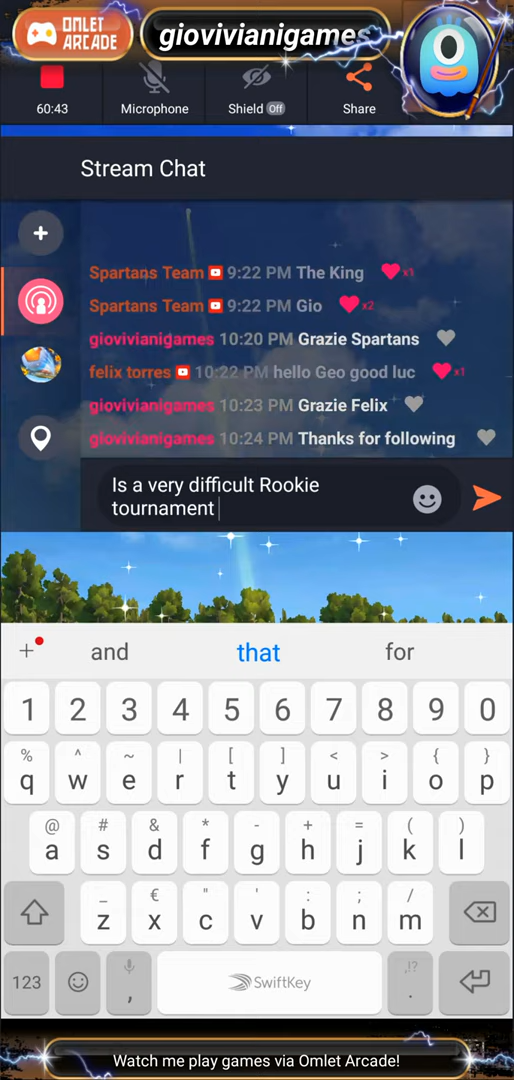 OMLET
ARCADE
giovivianigames
60:43
Microphone
Shield Off
Share
Stream Chat
Spartans Team 9:22 PM The King x1
Spartans Team 9:22 PM Gio x2
giovivianigames 10:20 PM Grazie Spartans
felix torres 10:22 PM hello Geo good luc x1
giovivianigames 10:23 PM Grazie Felix
giovivianigames 10:24 PM Thanks for following
Is a very difficult Rookie
tournament
+ and that for
1 2 3 4 5 6 7 8 9 0
% ^ ~ | [ ] < > { }
q w e r t y u i o p
@ # & * - + = ( )
a s d f g h j k l
_ € " ' : ; /
z x c v b n m
,!?
123 , SwiftKey .
Watch me play games via Omlet Arcade!